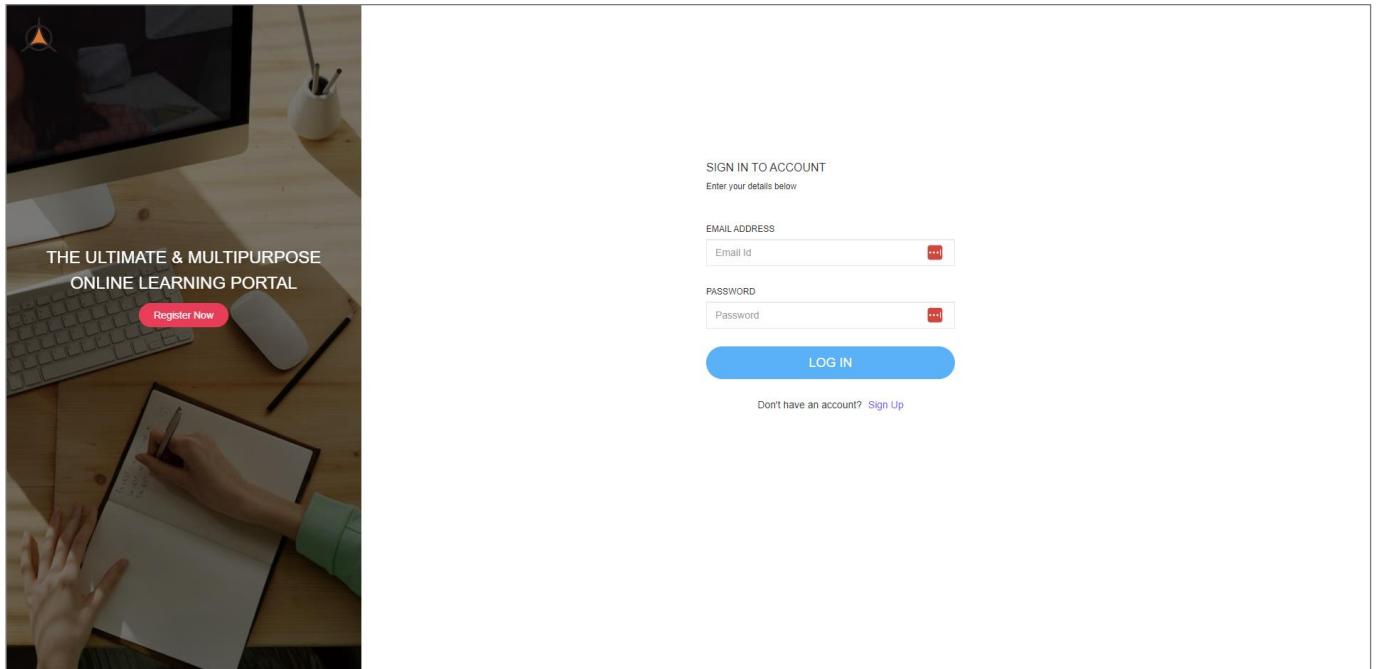 THE ULTIMATE & MULTIPURPOSE
ONLINE LEARNING PORTAL
Register Now
SIGN IN TO ACCOUNT
Enter your details below
EMAIL ADDRESS
Email Id
PASSWORD
Password
LOG IN
Don't have an account? Sign Up